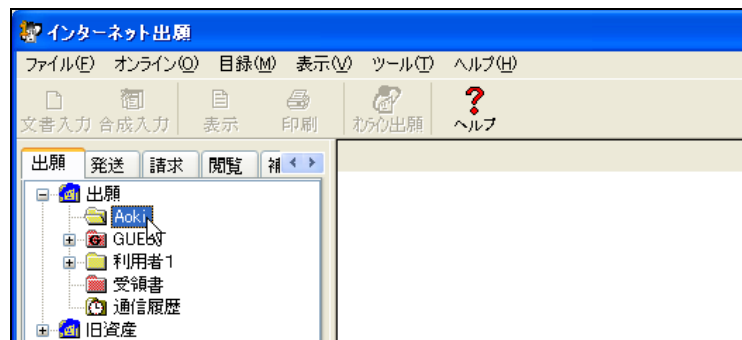 インターネット出願
ファイル(F) オンライン(O) 目録(M) 表示(V) ツール(T) ヘルプ(H)
文書入力 合成入力 表示 印刷 オンライン出願 ヘルプ
出願 発送 請求 閲覧 補
出願
Aoki
GUEST
利用者1
受領書
通信履歴
旧資産